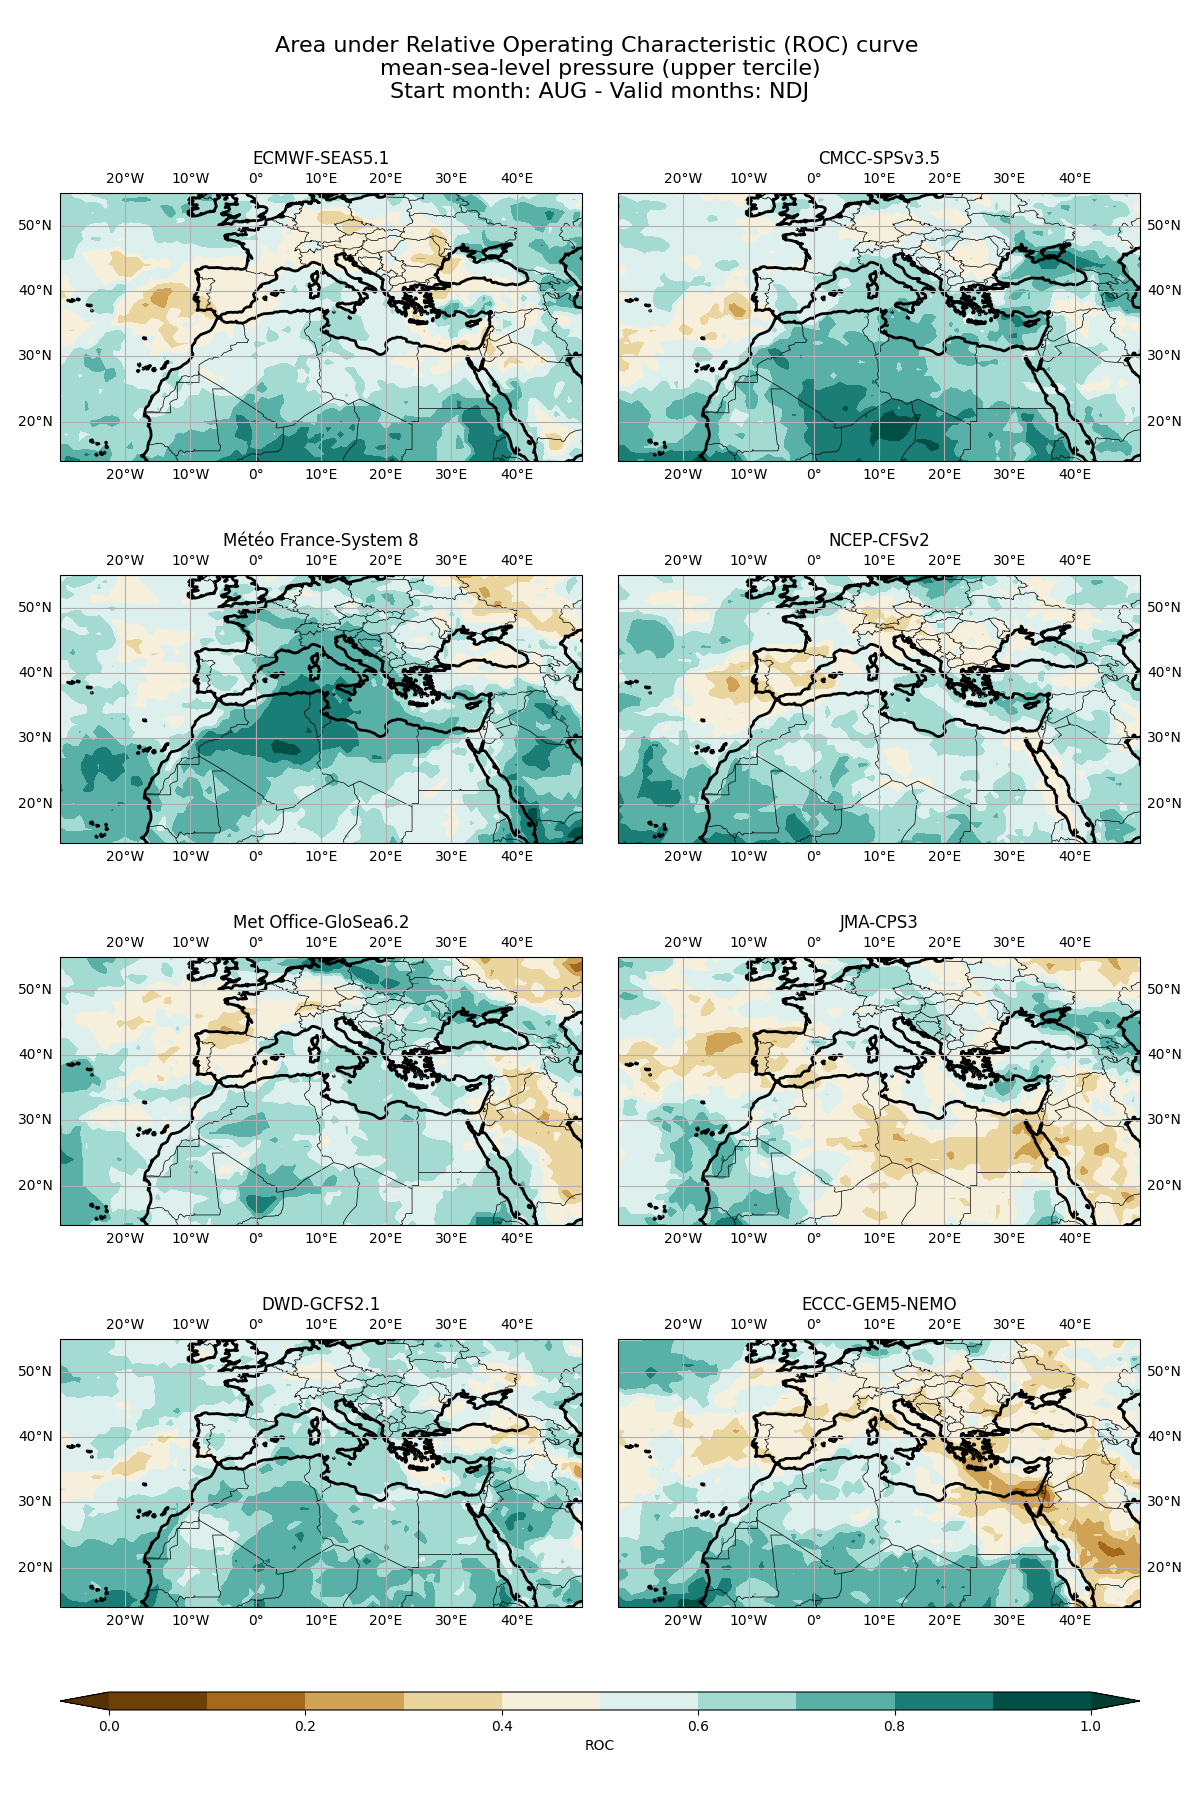 Area under Relative Operating Characteristic (ROC) curve
mean-sea-level pressure (upper tercile)
Start month: AUG - Valid months: NDJ
ECMWF-SEAS5.1
CMCC-SPSv3.5
20°W 10°W 0° 10°E 20°E 30°E 40°E
20°W 10°W 0° 10°E 20°E 30°E 40°E
50°N
50°N
40°N
40°N
30°N
30°N
20°N
20°N
20°W 10°W 0° 10°E 20°E 30°E 40°E
20°W 10°W 0° 10°E 20°E 30°E 40°E
Météo France-System 8
NCEP-CFSv2
20°W 10°W 0° 10°E 20°E 30°E 40°E
20°W 10°W 0° 10°E 20°E 30°E 40°E
50°N
50°N
40°N
40°N
30°N
30°N
20°N
20°N
20°W 10°W 0° 10°E 20°E 30°E 40°E
20°W 10°W 0° 10°E 20°E 30°E 40°E
Met Office-GloSea6.2
JMA-CPS3
20°W 10°W 0° 10°E 20°E 30°E 40°E
20°W 10°W 0° 10°E 20°E 30°E 40°E
50°N
50°N
40°N
40°N
30°N
30°N
20°N
20°N
20°W 10°W 0° 10°E 20°E 30°E 40°E
20°W 10°W 0° 10°E 20°E 30°E 40°E
DWD-GCFS2.1
ECCC-GEM5-NEMO
20°W 10°W 0° 10°E 20°E 30°E 40°E
20°W 10°W 0° 10°E 20°E 30°E 40°E
50°N
50°N
40°N
40°N
30°N
30°N
20°N
20°N
20°W 10°W 0° 10°E 20°E 30°E 40°E
20°W 10°W 0° 10°E 20°E 30°E 40°E
0.0 0.2 0.4 0.6 0.8 1.0
ROC